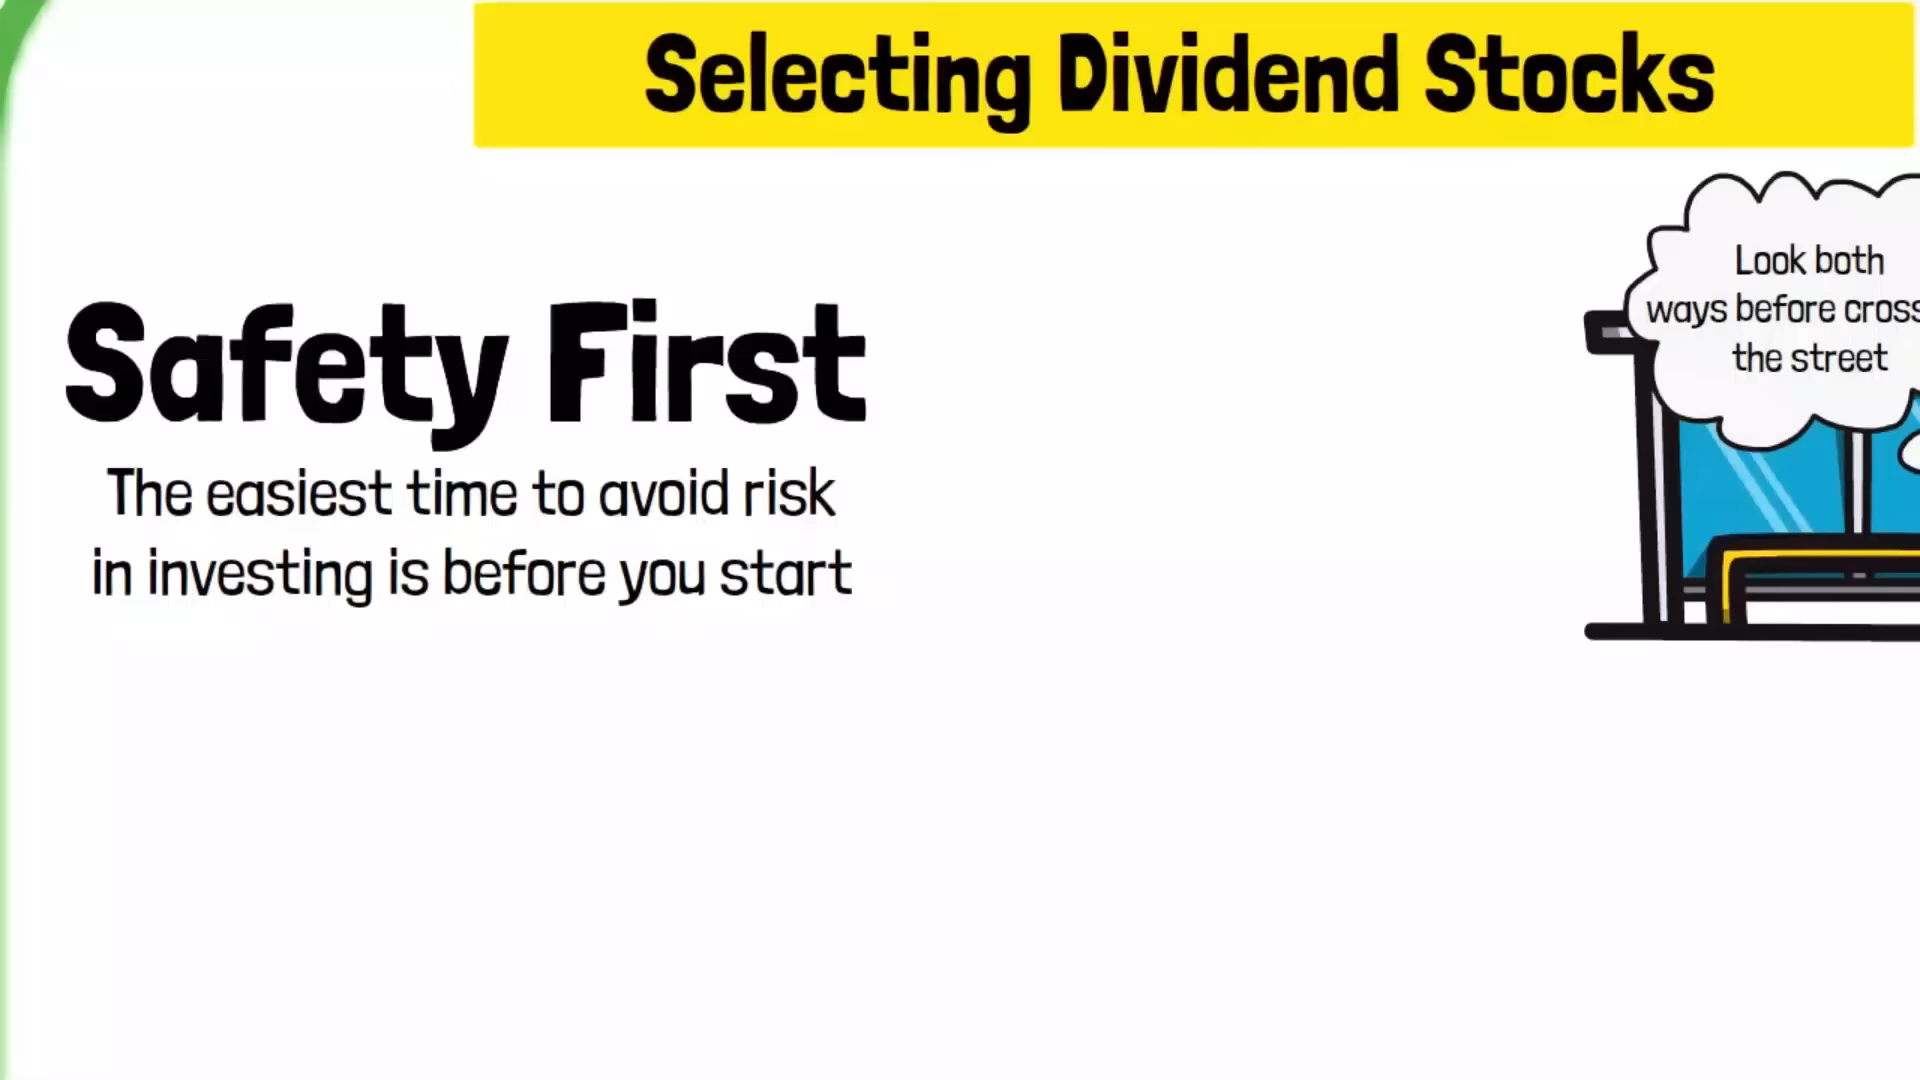 Selecting Dividend Stocks
Safety First
The easiest time to avoid risk
in investing is before you start
Look both
ways before cross
the street